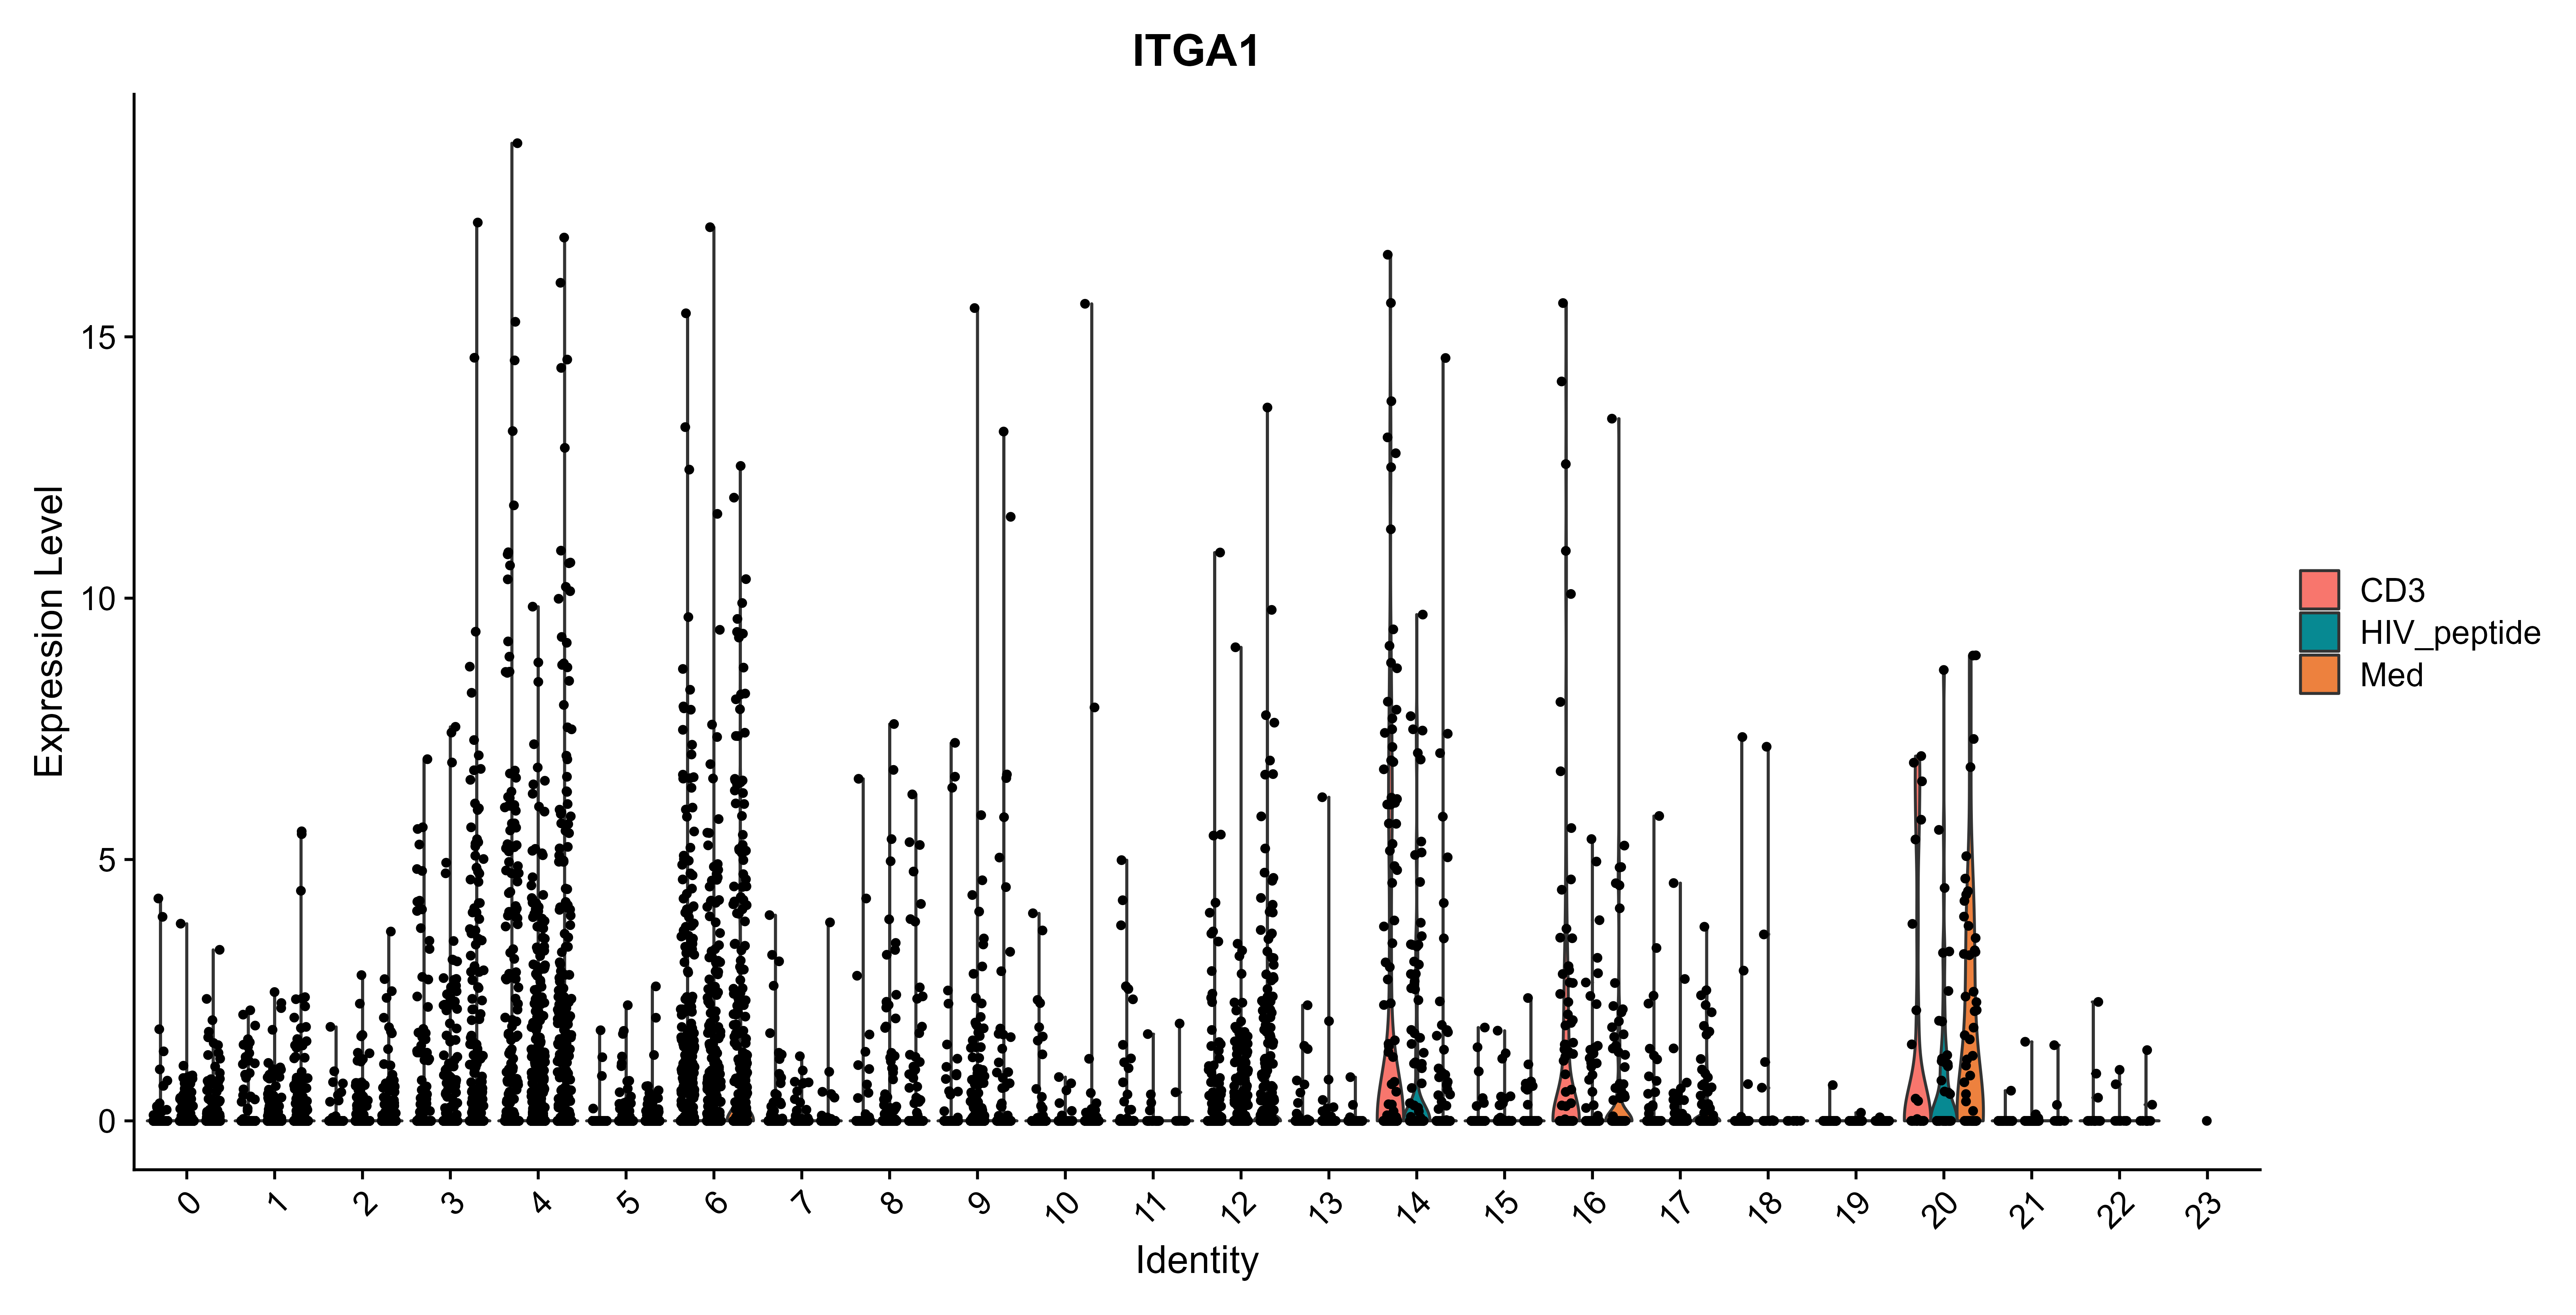 ITGA1
Expression Level
15
10
5
0
0 1 2 3 4 5 6 7 8 9 10 11 12 13 14 15 16 17 18 19 20 21 22 23
Identity
CD3
HIV_peptide
Med